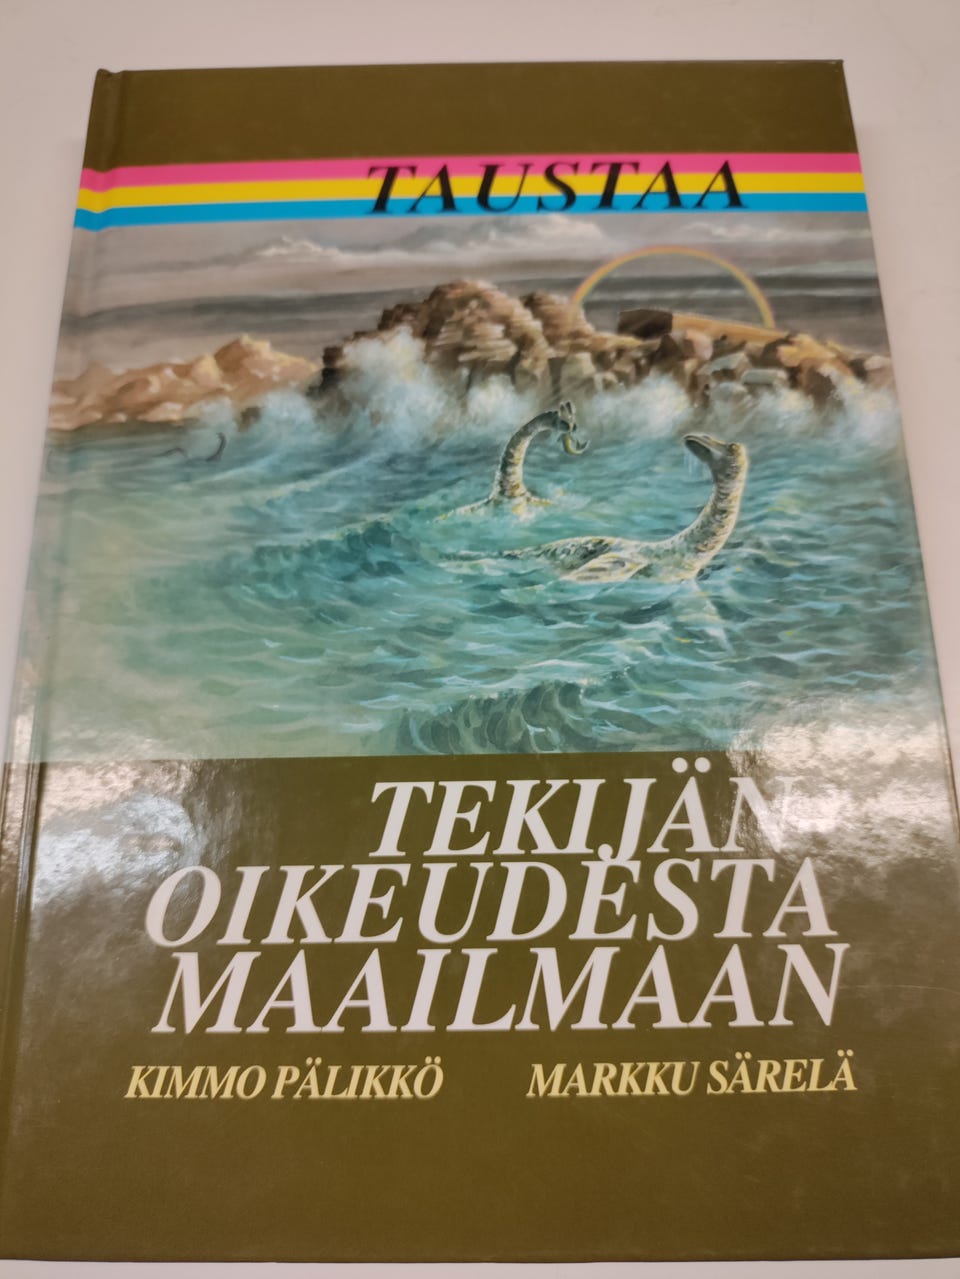 TAUSTAA
TEKIJÄN
OIKEUDESTA
MAAILMAAN
KIMMO PÄLIKKÖ MARKKU SÄRELÄ